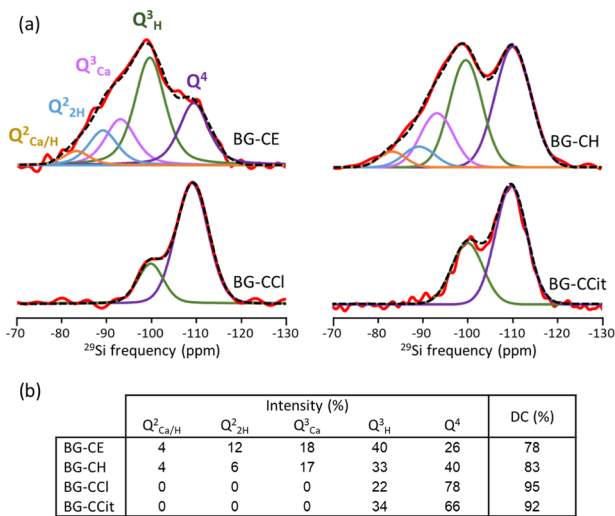 (a)
Q³H
Q³Ca
Q⁴
Q²2H
Q²Ca/H
BG-CE
BG-CH
BG-CCl
BG-CCit
-70 -80 -90 -100 -110 -120 -130
-70 -80 -90 -100 -110 -120 -130
²⁹Si frequency (ppm)
²⁹Si frequency (ppm)
(b)
Intensity (%) DC (%)
Q²Ca/H Q²2H Q³Ca Q³H Q⁴
BG-CE 4 12 18 40 26 78
BG-CH 4 6 17 33 40 83
BG-CCl 0 0 0 22 78 95
BG-CCit 0 0 0 34 66 92